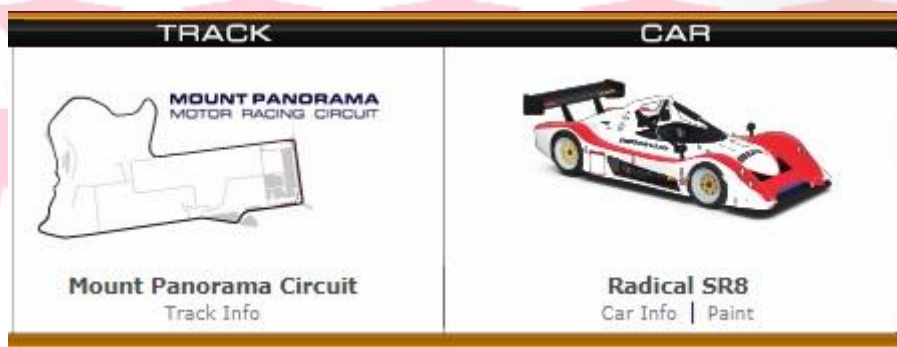 TRACK
CAR
MOUNT PANORAMA
MOTOR RACING CIRCUIT
Mount Panorama Circuit
Track Info
Radical SR8
Car Info | Paint